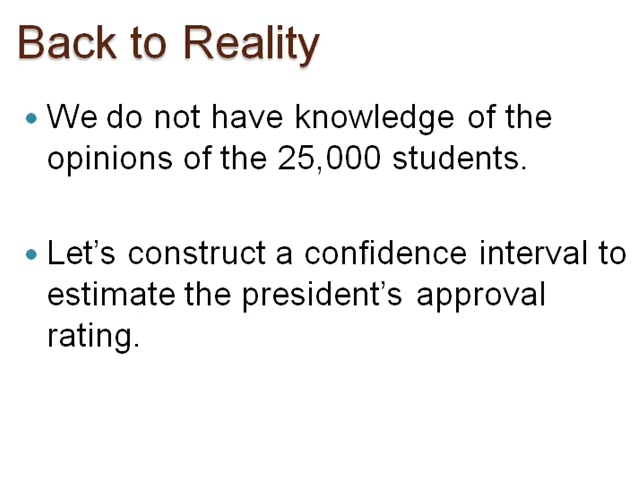 Back to Reality
• We do not have knowledge of the
opinions of the 25,000 students.
• Let’s construct a confidence interval to
estimate the president’s approval
rating.